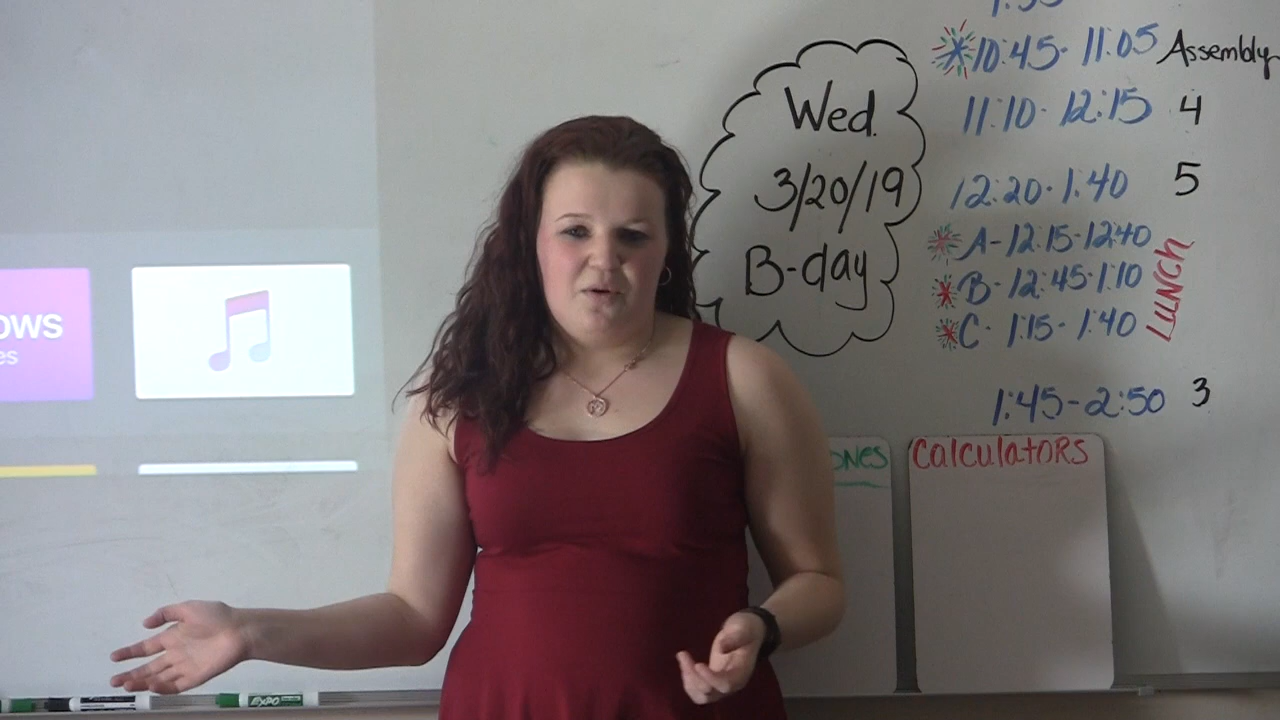 ows
es
Wed.
3/20/19
B-day
10:45-11:05 Assembly
11:10-12:15 4
12:20-1:40 5
A-12:15-12:40
B-12:45-1:10
C-1:15-1:40
LUNCH
1:45-2:50 3
ONES
CalculatoRS
EXPO